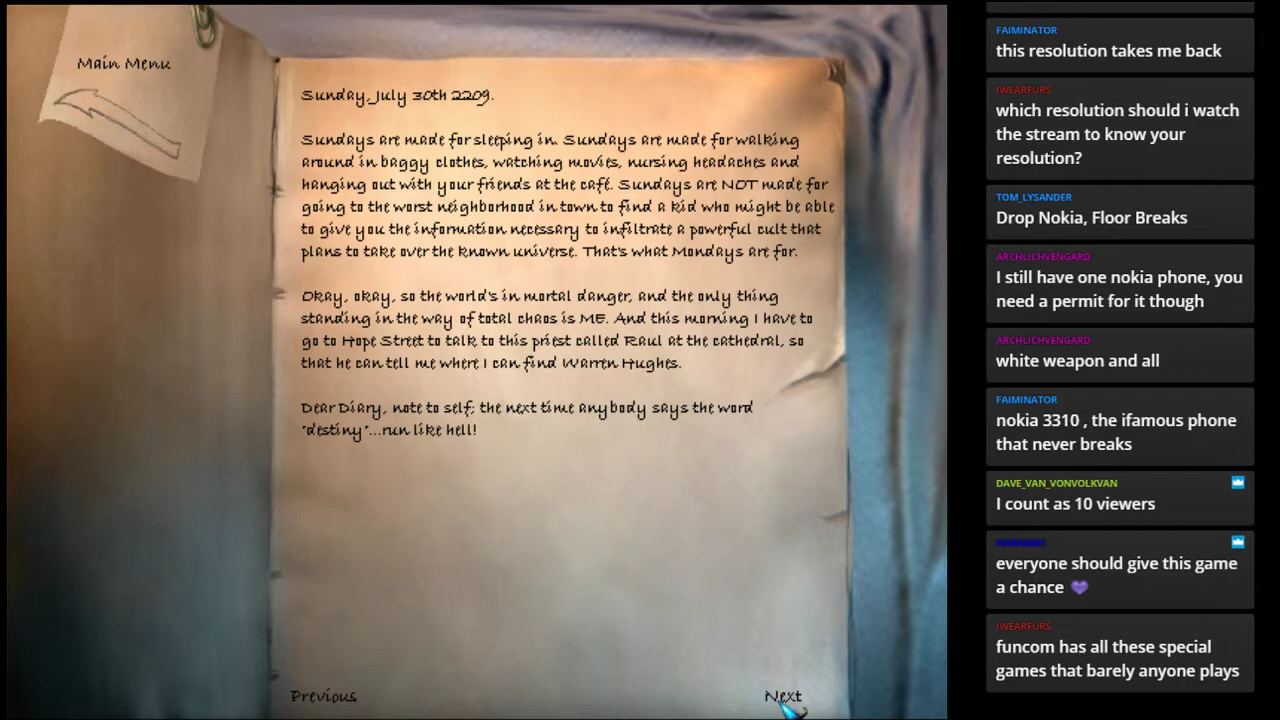 Main Menu
Sunday, July 30th 2209.
Sundays are made for sleeping in. Sundays are made for walking
around in baggy clothes, watching movies, nursing headaches and
hanging out with your friends at the café. Sundays are NOT made for
going to the worst neighborhood in town to find a kid who might be able
to give you the information necessary to infiltrate a powerful cult that
plans to take over the known universe. That's what Mondays are for.
Okay, okay, so the world's in mortal danger, and the only thing
standing in the way of total chaos is ME. And this morning I have to
go to Hope Street to talk to this priest called Raul at the cathedral, so
that he can tell me where I can find Warren Hughes.
Dear Diary, note to self; the next time anybody says the word
"destiny"...run like hell!
Previous
Next
FAIMINATOR
this resolution takes me back
IWEARFURS
which resolution should i watch
the stream to know your
resolution?
TOM_LYSANDER
Drop Nokia, Floor Breaks
ARCHLICHVENGARD
I still have one nokia phone, you
need a permit for it though
ARCHLICHVENGARD
white weapon and all
FAIMINATOR
nokia 3310 , the ifamous phone
that never breaks
DAVE_VAN_VONVOLKVAN
I count as 10 viewers
everyone should give this game
a chance 💜
IWEARFURS
funcom has all these special
games that barely anyone plays